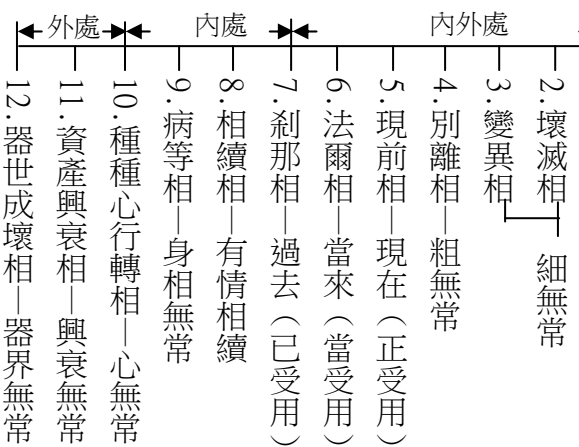 內外處
內處
外處
2.壞滅相
細無常
3.變異相
4.別離相—粗無常
5.現前相—現在（正受用）
6.法爾相—當來（當受用）
7.剎那相—過去（已受用）
8.相續相—有情相續
9.病等相—身相無常
10.種種心行轉相—心無常
11.資產興衰相—興衰無常
12.器世成壞相—器界無常